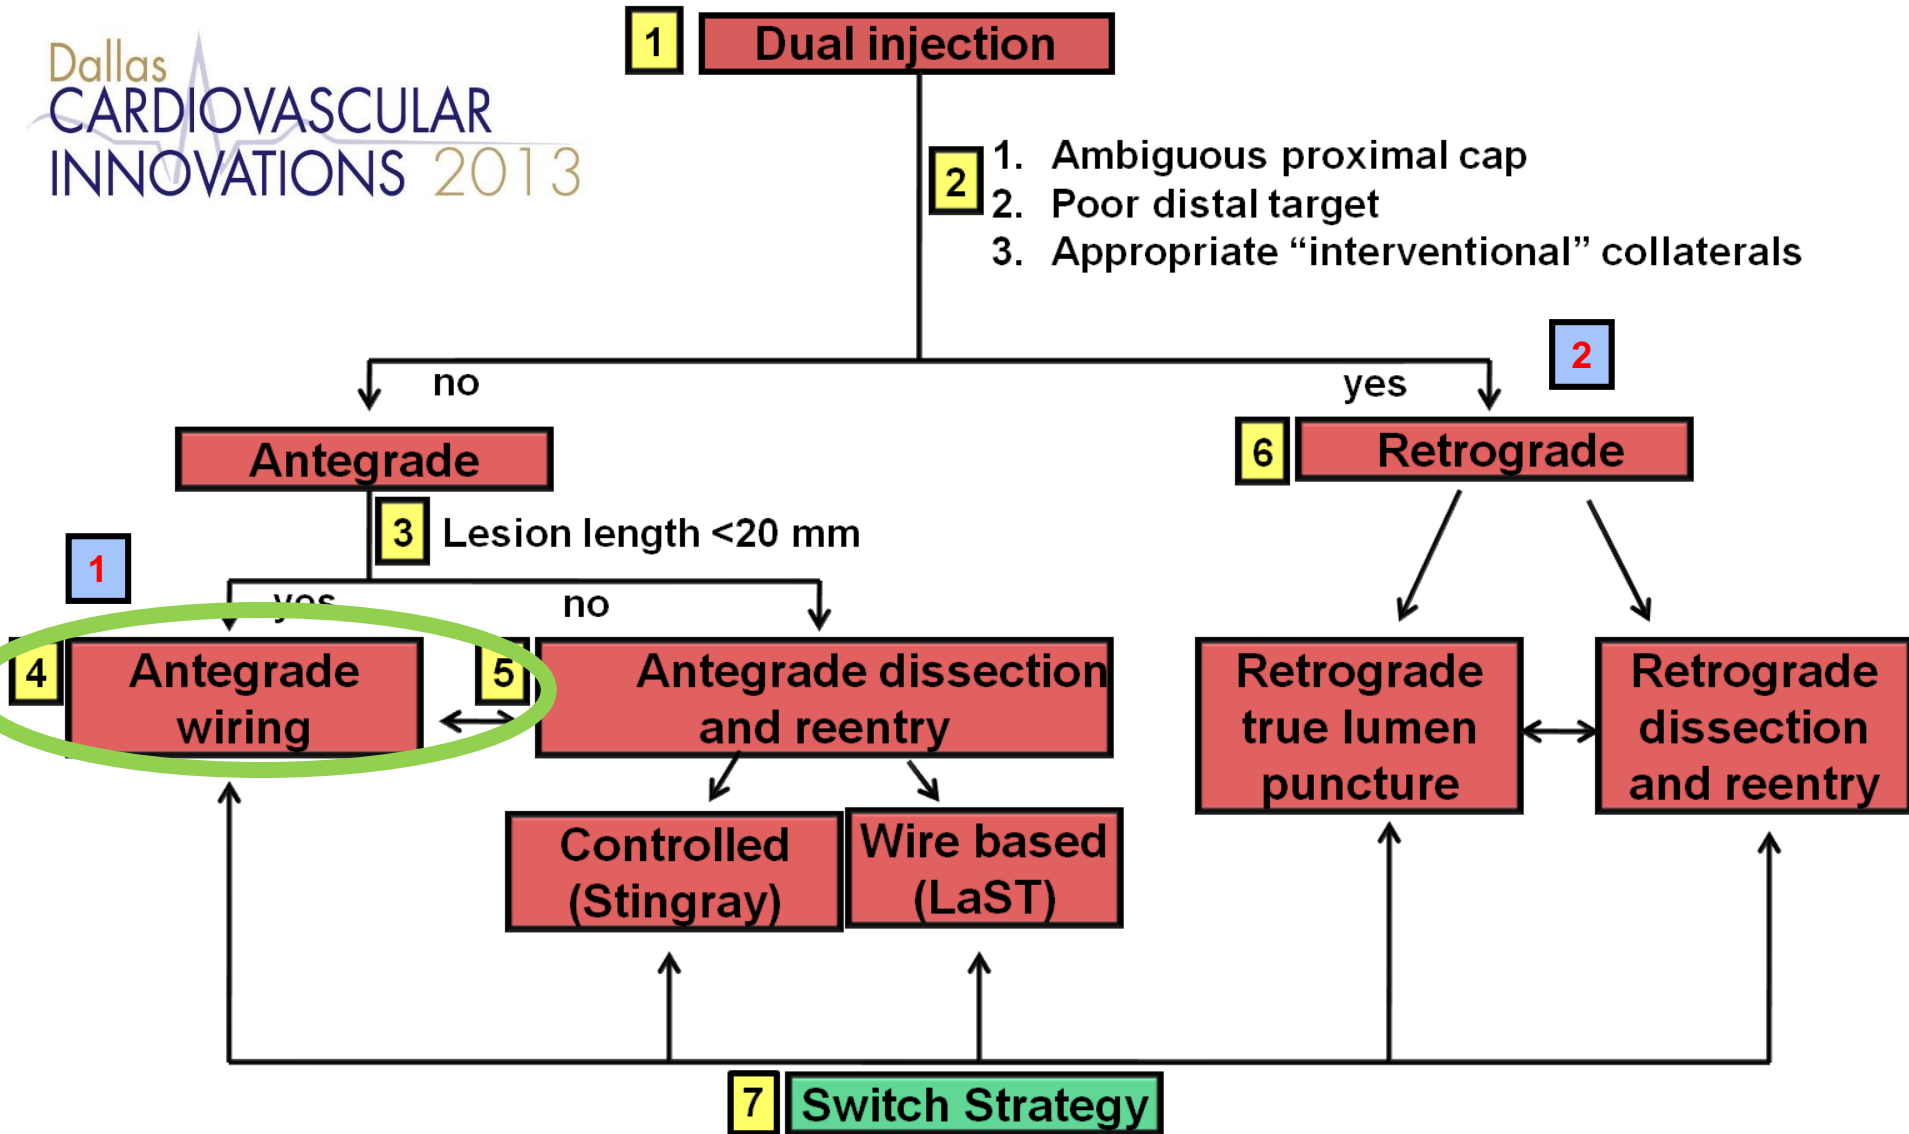 Dallas
CARDIOVASCULAR
INNOVATIONS 2013
1 Dual injection
2
1. Ambiguous proximal cap
2. Poor distal target
3. Appropriate “interventional” collaterals
no
yes
2
Antegrade
6 Retrograde
3 Lesion length <20 mm
1
yes
no
4 Antegrade
wiring
5 Antegrade dissection
and reentry
Retrograde
true lumen
puncture
Retrograde
dissection
and reentry
Controlled
(Stingray)
Wire based
(LaST)
7 Switch Strategy